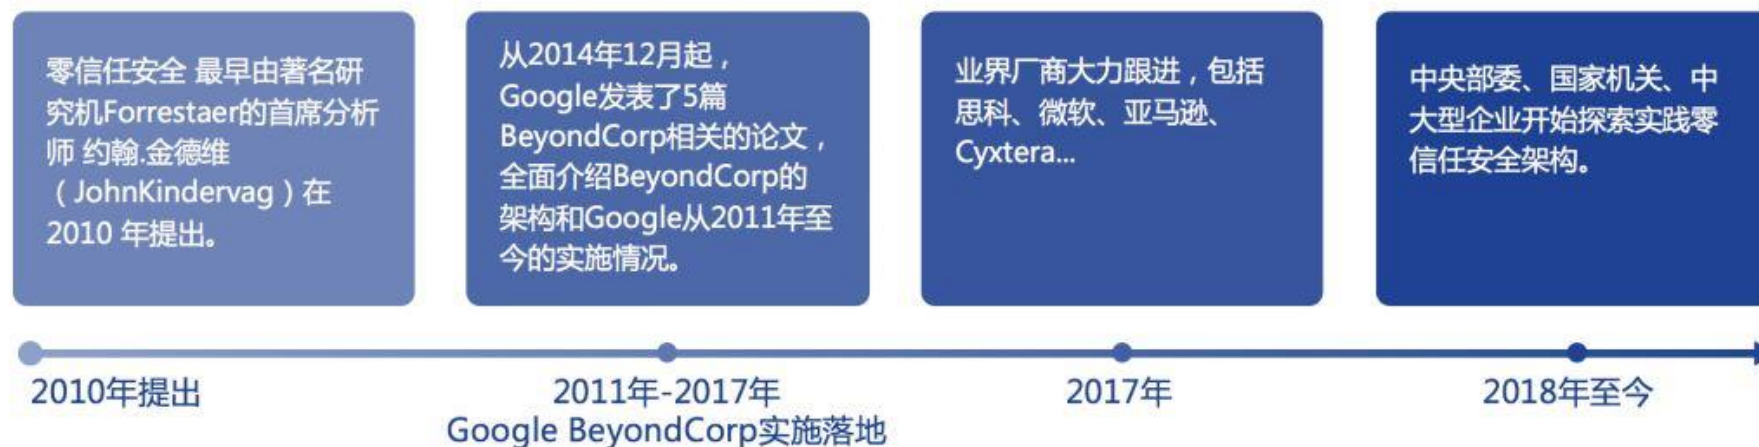 零信任安全 最早由著名研
究机Forrestaer的首席分析
师 约翰.金德维
（JohnKindervag）在
2010 年提出。
从2014年12月起，
Google发表了5篇
BeyondCorp相关的论文，
全面介绍BeyondCorp的
架构和Google从2011年至
今的实施情况。
业界厂商大力跟进，包括
思科、微软、亚马逊、
Cyxtera...
中央部委、国家机关、中
大型企业开始探索实践零
信任安全架构。
2010年提出
2011年-2017年
Google BeyondCorp实施落地
2017年
2018年至今